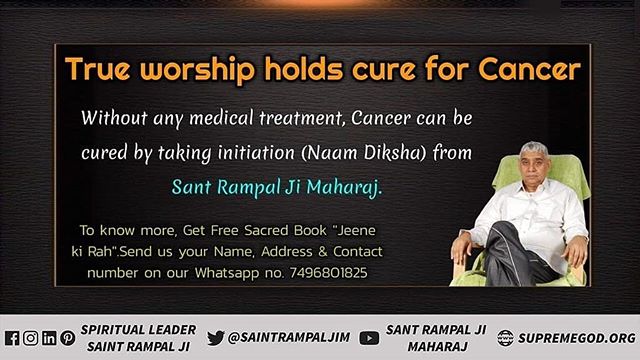 True worship holds cure for Cancer
Without any medical treatment, Cancer can be
cured by taking initiation (Naam Diksha) from
Sant Rampal Ji Maharaj.
To know more, Get Free Sacred Book "Jeene
ki Rah".Send us your Name, Address & Contact
number on our Whatsapp no. 7496801825
SPIRITUAL LEADER
SAINT RAMPAL JI
@SAINTRAMPALJIM
SANT RAMPAL JI
MAHARAJ
SUPREMEGOD.ORG